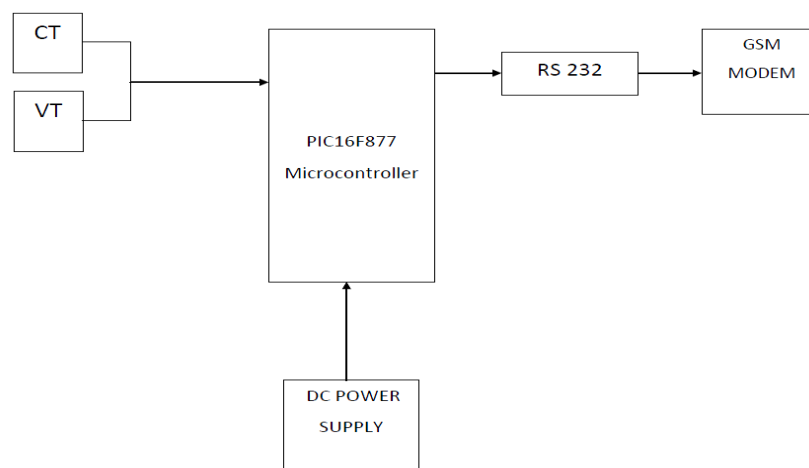 CT
VT
PIC16F877
Microcontroller
RS 232
GSM
MODEM
DC POWER
SUPPLY